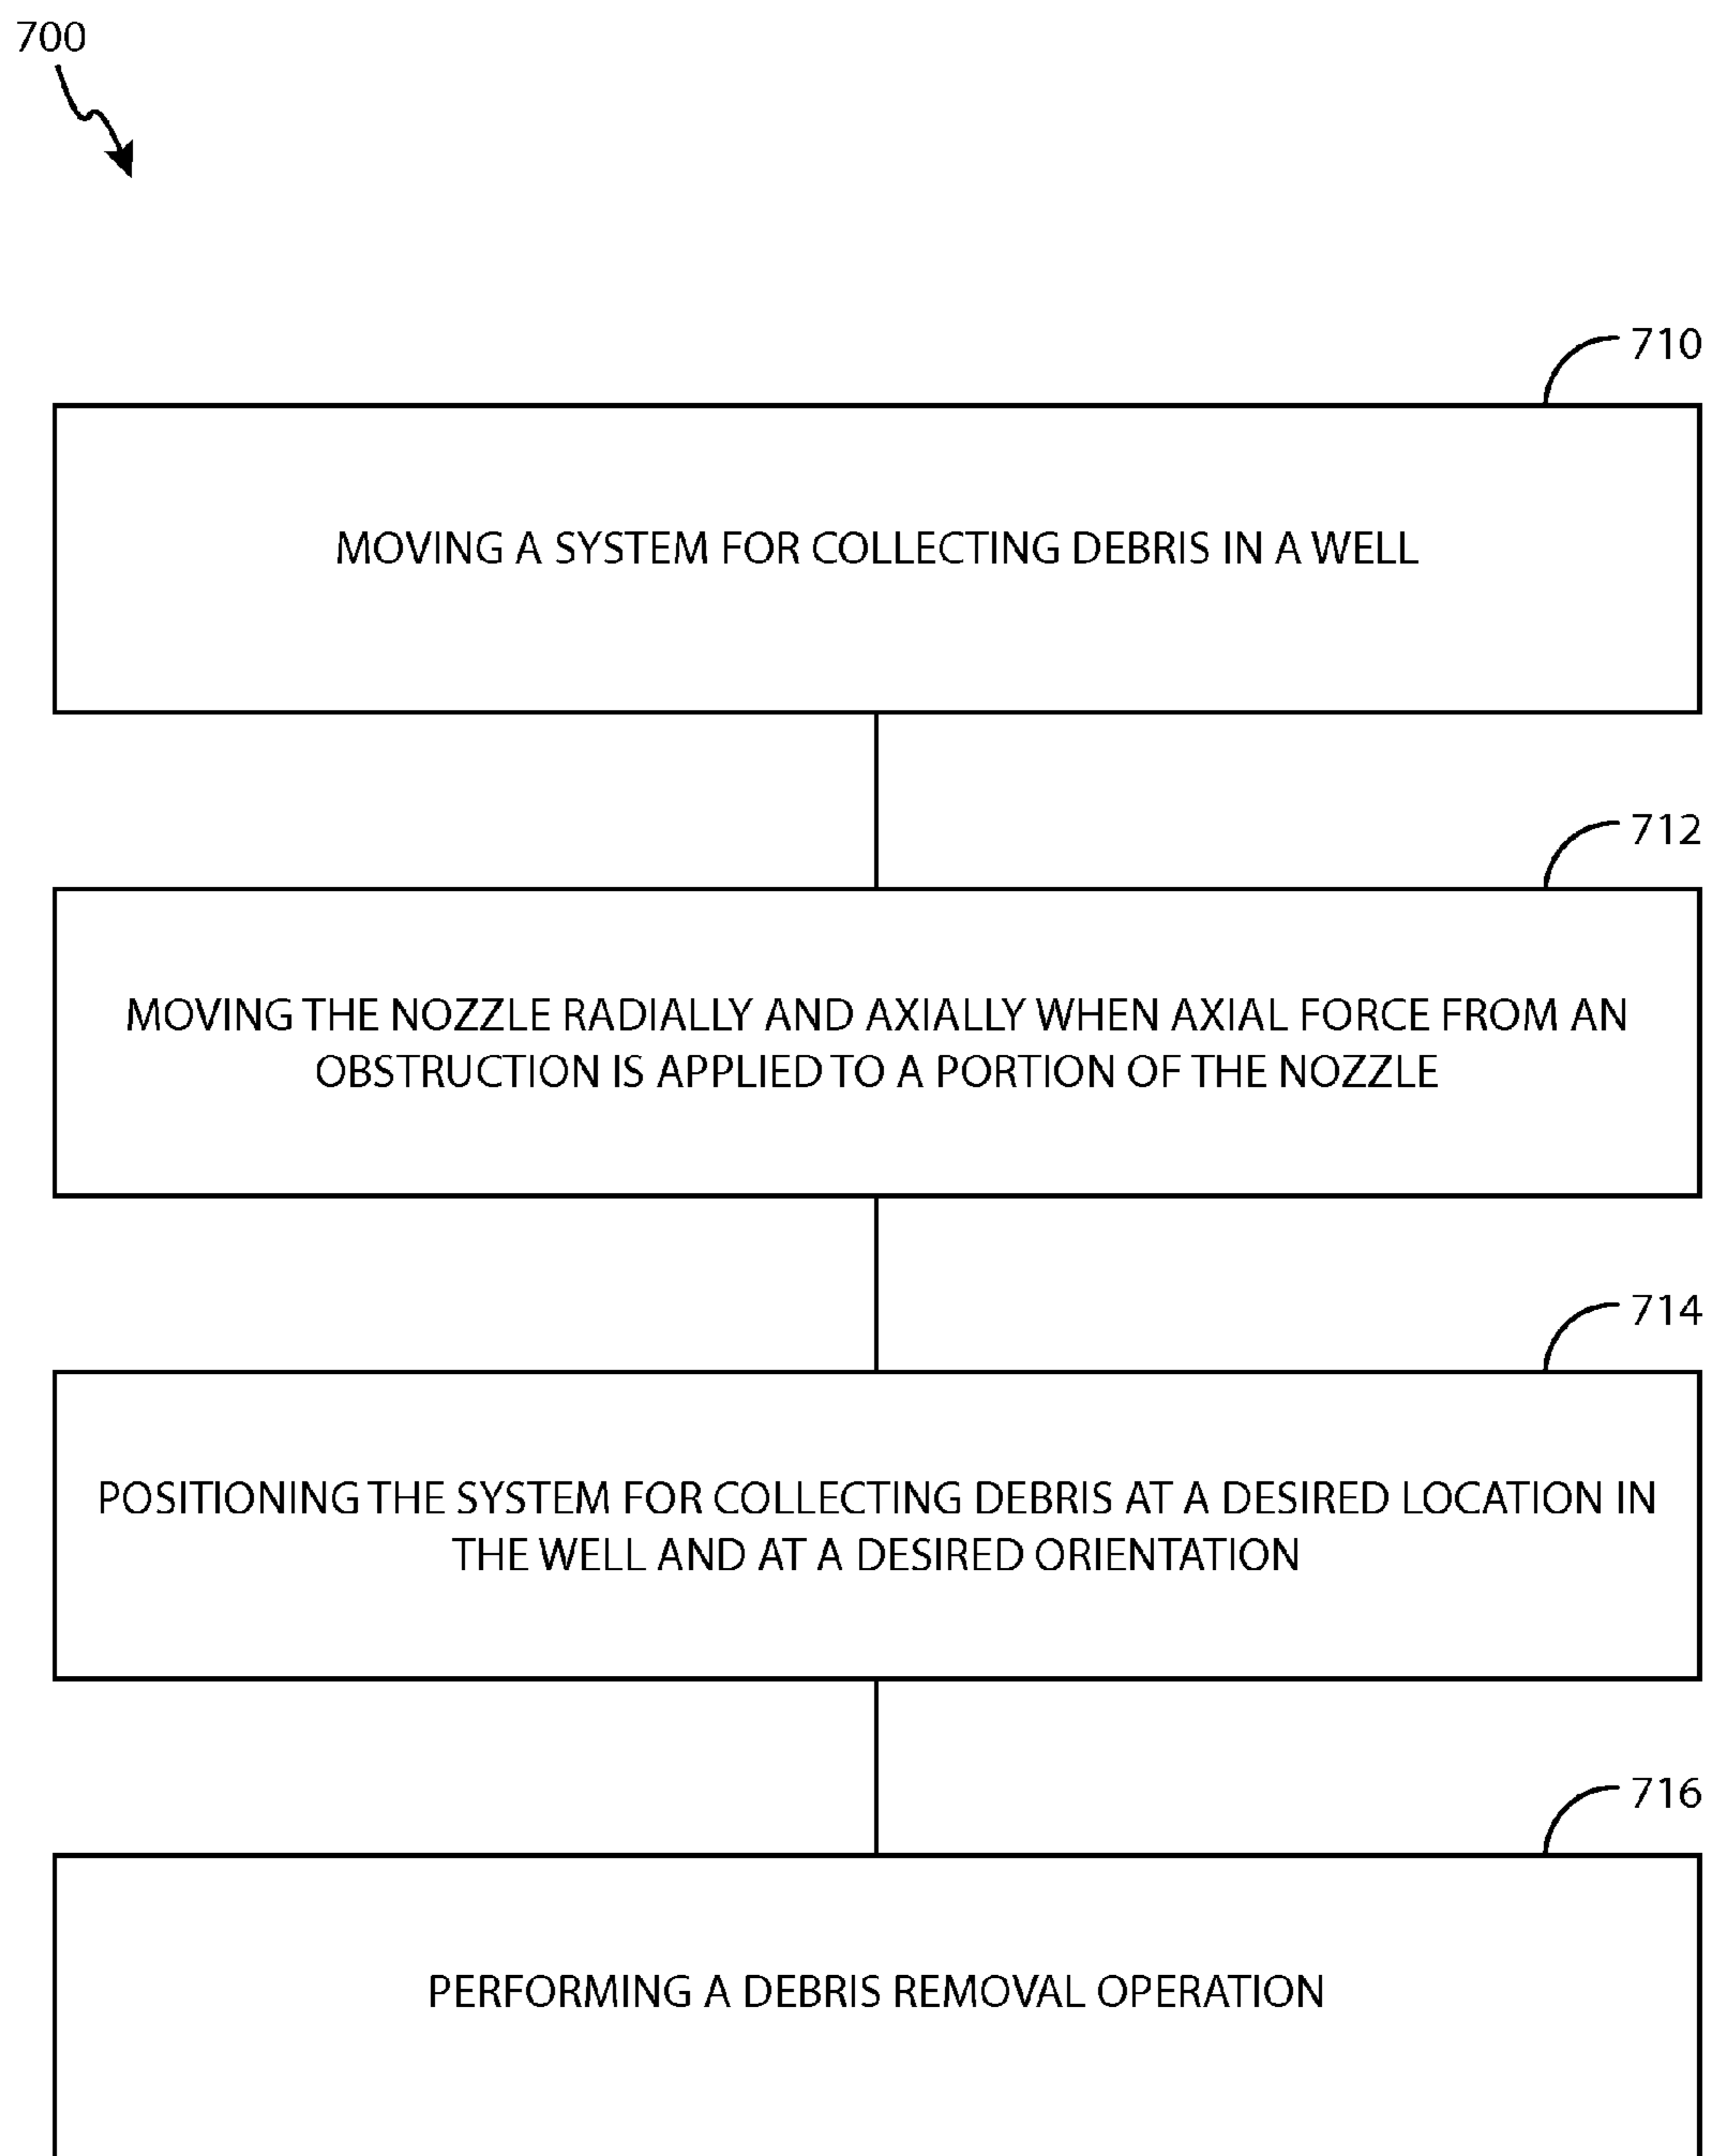 700
710
MOVING A SYSTEM FOR COLLECTING DEBRIS IN A WELL
712
MOVING THE NOZZLE RADIALLY AND AXIALLY WHEN AXIAL FORCE FROM AN
OBSTRUCTION IS APPLIED TO A PORTION OF THE NOZZLE
714
POSITIONING THE SYSTEM FOR COLLECTING DEBRIS AT A DESIRED LOCATION IN
THE WELL AND AT A DESIRED ORIENTATION
716
PERFORMING A DEBRIS REMOVAL OPERATION